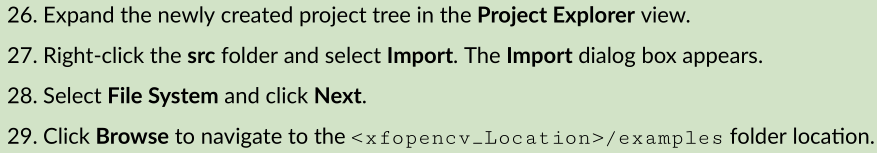 26. Expand the newly created project tree in the Project Explorer view.
27. Right-click the src folder and select Import. The Import dialog box appears.
28. Select File System and click Next.
29. Click Browse to navigate to the <xfopencv_Location>/examples folder location.